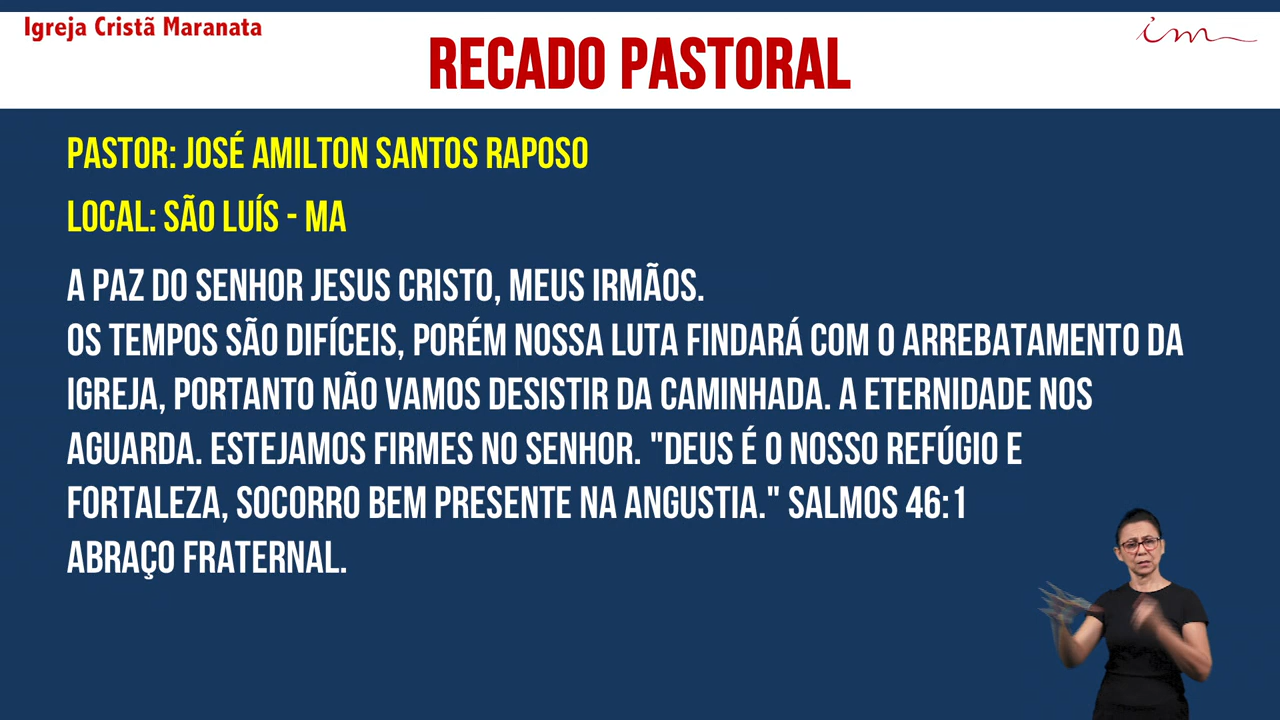 Igreja Cristã Maranata
im
RECADO PASTORAL
PASTOR: JOSÉ AMILTON SANTOS RAPOSO
LOCAL: SÃO LUÍS - MA
A PAZ DO SENHOR JESUS CRISTO, MEUS IRMÃOS.
OS TEMPOS SÃO DIFÍCEIS, PORÉM NOSSA LUTA FINDARÁ COM O ARREBATAMENTO DA
IGREJA, PORTANTO NÃO VAMOS DESISTIR DA CAMINHADA. A ETERNIDADE NOS
AGUARDA. ESTEJAMOS FIRMES NO SENHOR. "DEUS É O NOSSO REFÚGIO E
FORTALEZA, SOCORRO BEM PRESENTE NA ANGUSTIA." SALMOS 46:1
ABRAÇO FRATERNAL.